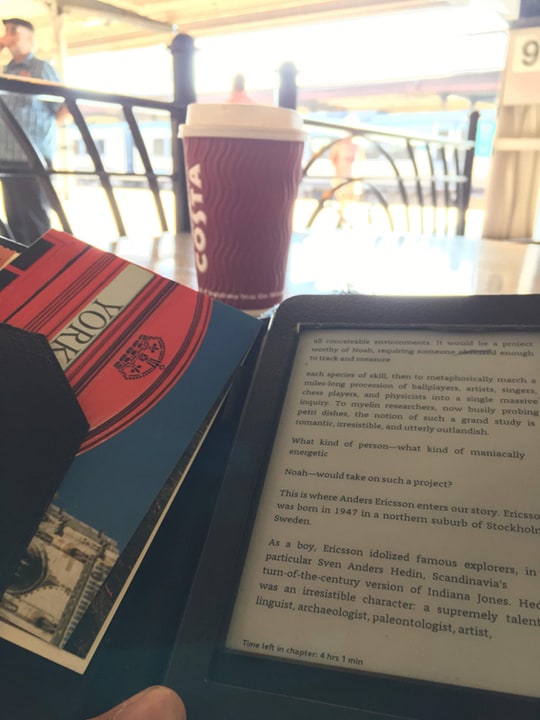 9
COSTA
YORK
all conceivable environments. It would be a project
worthy of Noah, requiring someone enough
to track and measure
each species of skill, then to metaphorically march a
miles-long procession of ballplayers, artists, singers,
chess players, and physicists into a single massive
inquiry. To myelin researchers, now busily probing
petri dishes, the notion of such a grand study is
romantic, irresistible, and utterly outlandish.
What kind of person—what kind of maniacally
energetic
Noah—would take on such a project?
This is where Anders Ericsson enters our story. Ericsso
was born in 1947 in a northern suburb of Stockholm
Sweden.
As a boy, Ericsson idolized famous explorers, in
particular Sven Anders Hedin, Scandinavia's
turn-of-the-century version of Indiana Jones. Hed
was an irresistible character: a supremely talent
linguist, archaeologist, paleontologist, artist,
Time left in chapter: 4 hrs 1 min